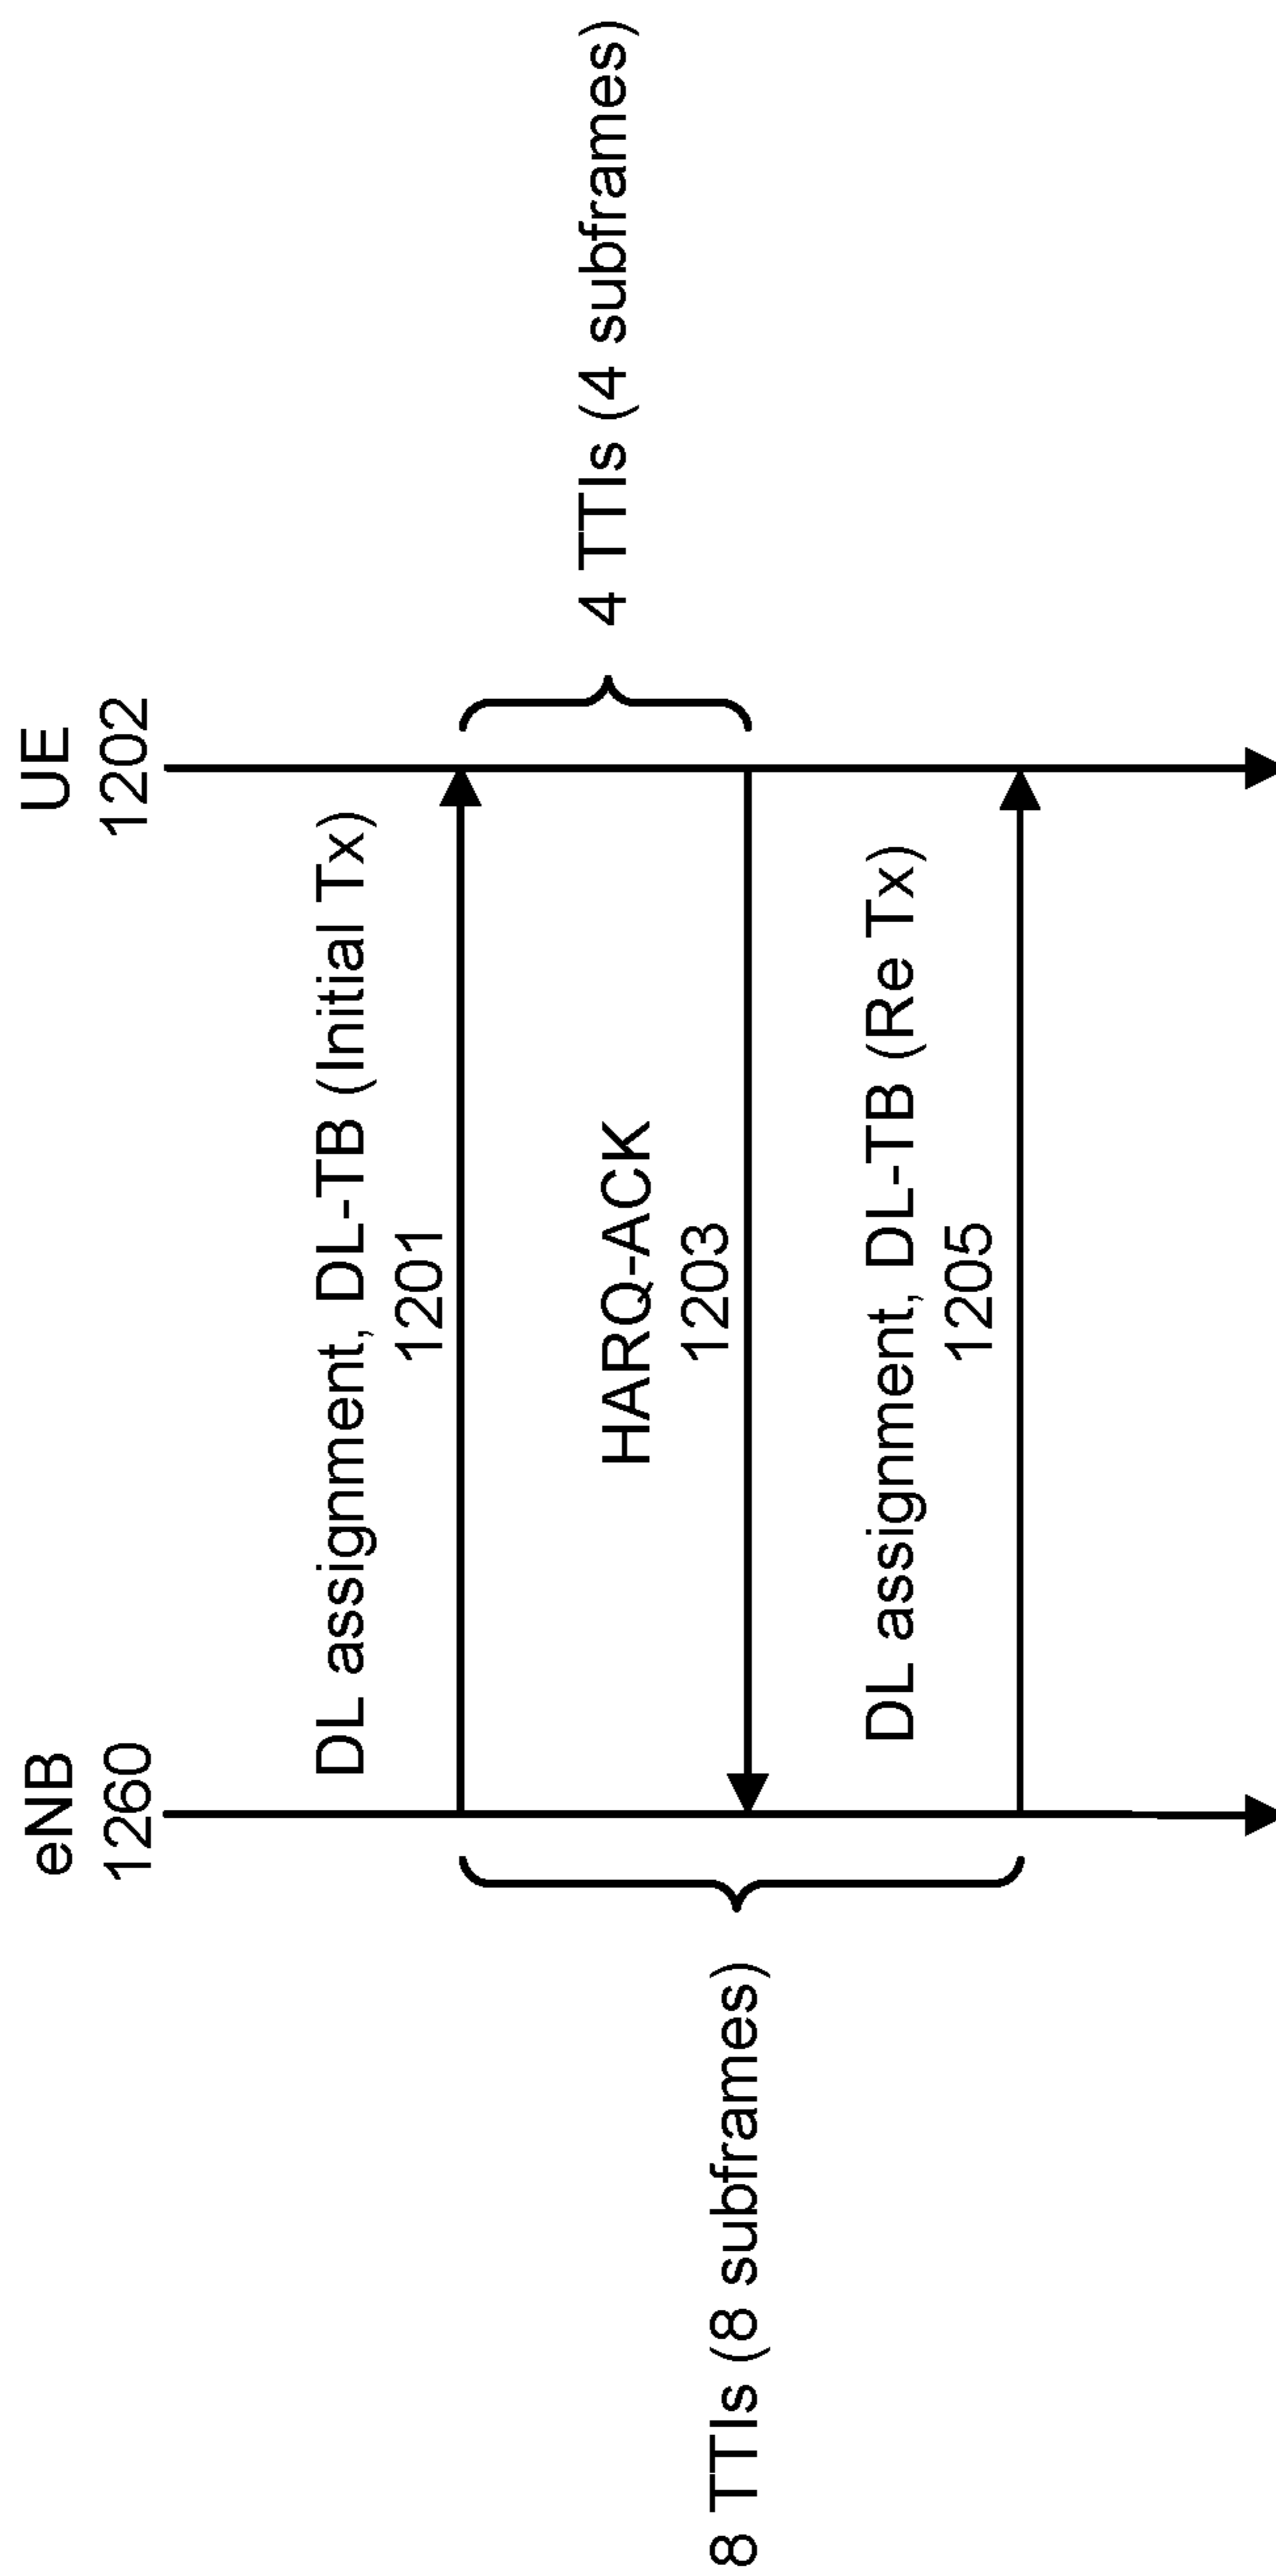 eNB
1260
UE
1202
DL assignment, DL-TB (Initial Tx)
1201
4 TTIs (4 subframes)
HARQ-ACK
1203
8 TTIs (8 subframes)
DL assignment, DL-TB (Re Tx)
1205